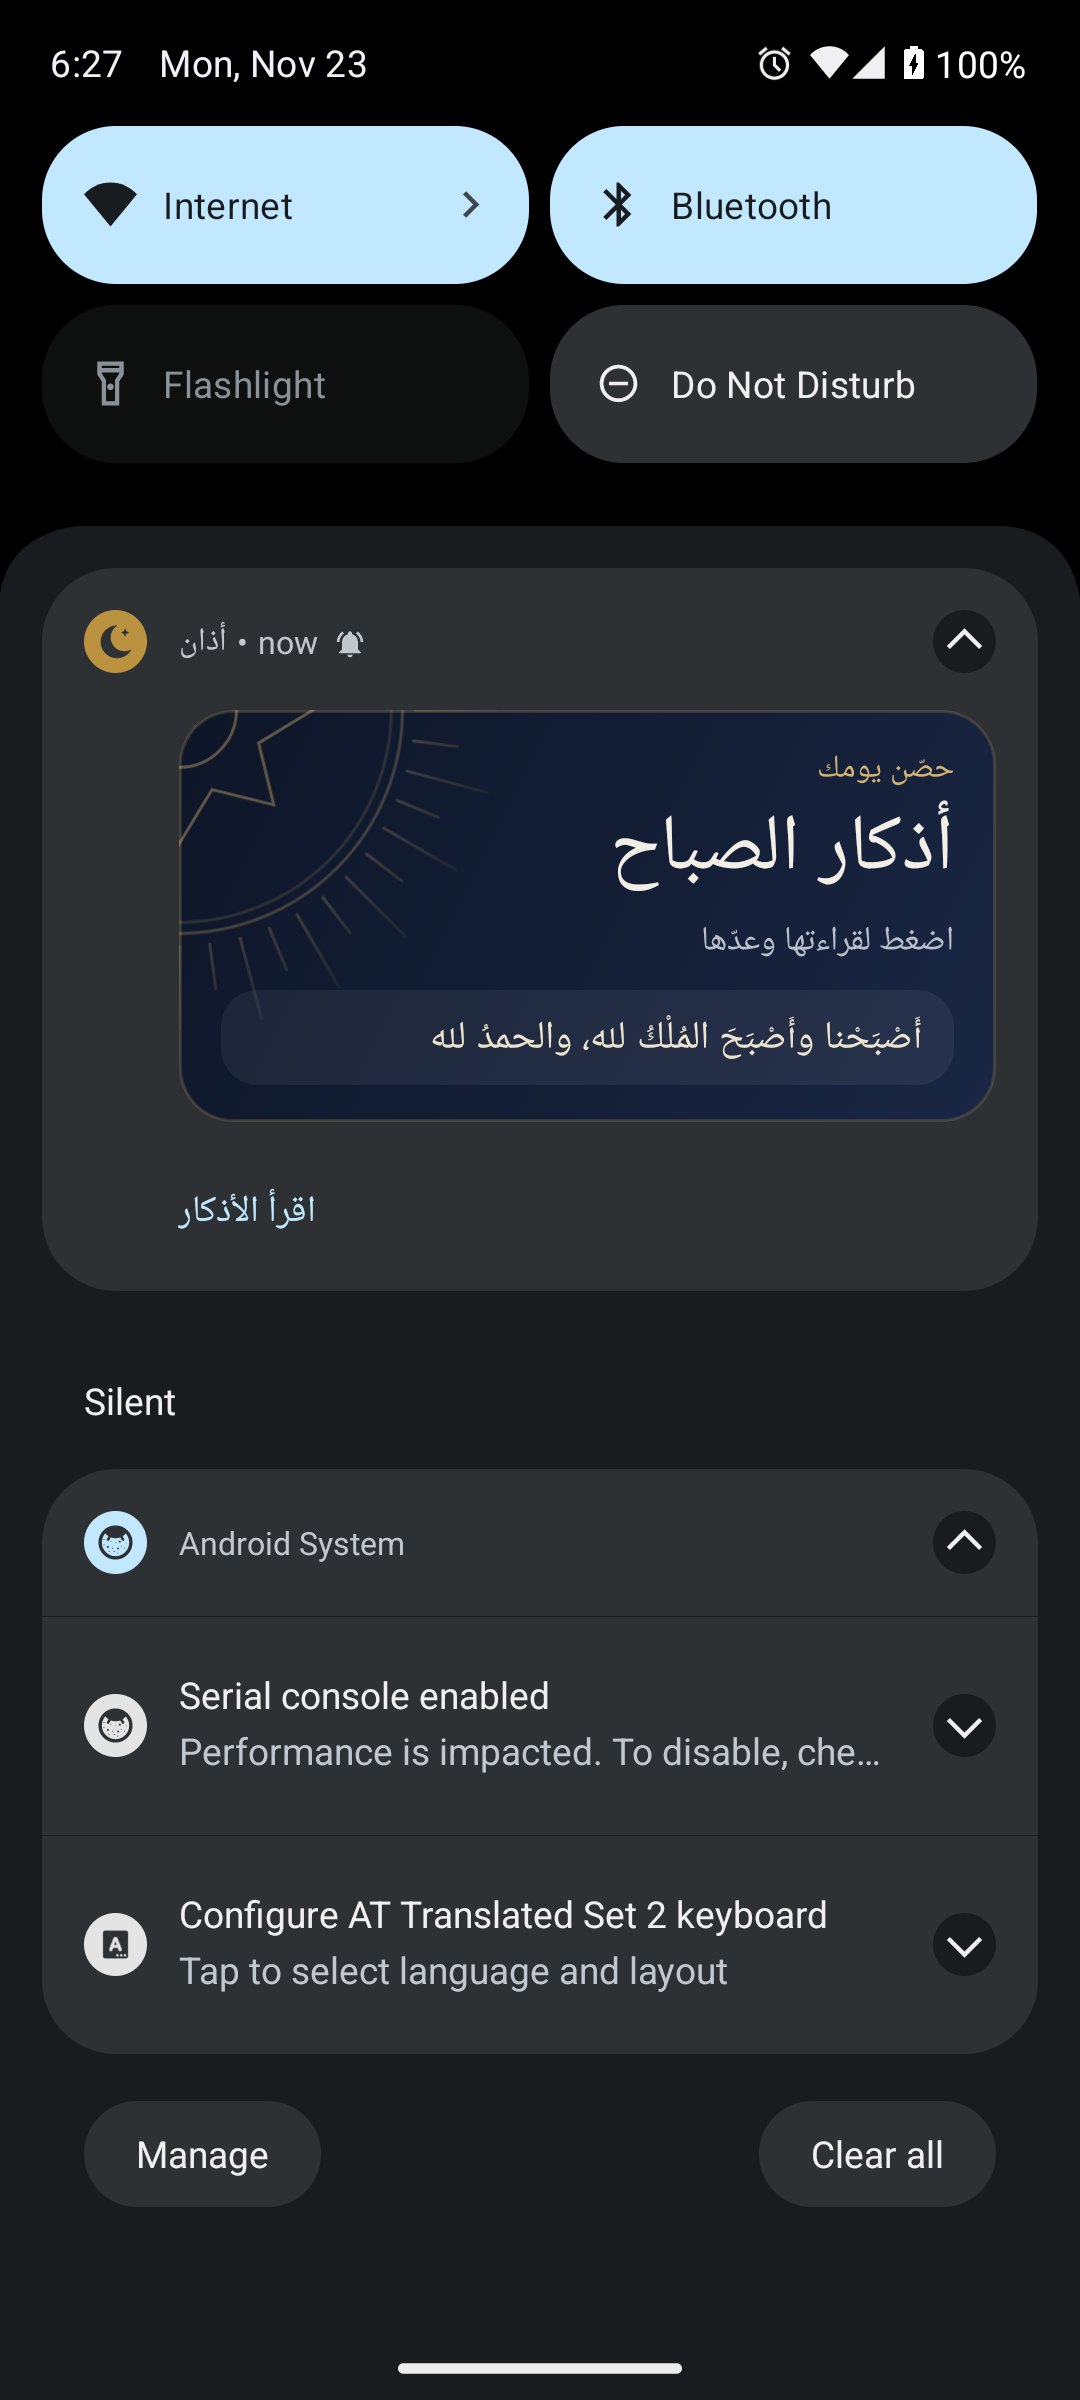 6:27 Mon, Nov 23 100%
Internet
Bluetooth
Flashlight
Do Not Disturb
أذان • now
حصّن يومك
أذكار الصباح
اضغط لقراءتها وعدّها
أَصْبَحْنا وأَصْبَحَ المُلْكُ لله، والحمدُ لله
اقرأ الأذكار
Silent
Android System
Serial console enabled
Performance is impacted. To disable, che…
Configure AT Translated Set 2 keyboard
Tap to select language and layout
Manage
Clear all